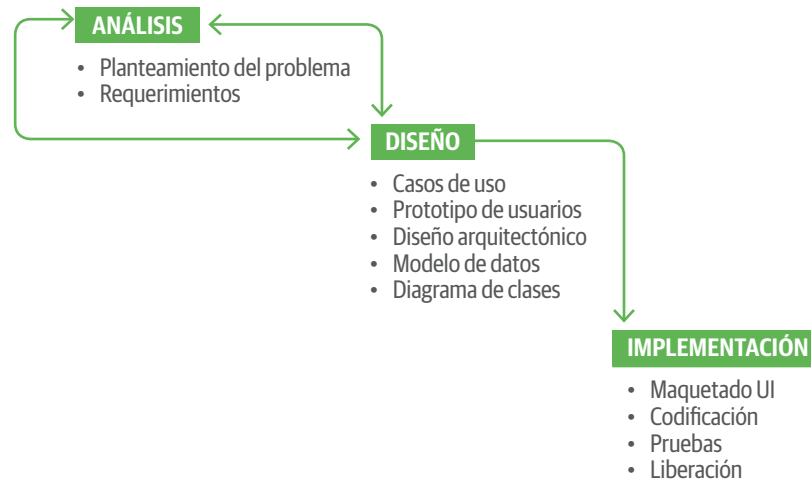 ANÁLISIS
• Planteamiento del problema
• Requerimientos
DISEÑO
• Casos de uso
• Prototipo de usuarios
• Diseño arquitectónico
• Modelo de datos
• Diagrama de clases
IMPLEMENTACIÓN
• Maquetado UI
• Codificación
• Pruebas
• Liberación